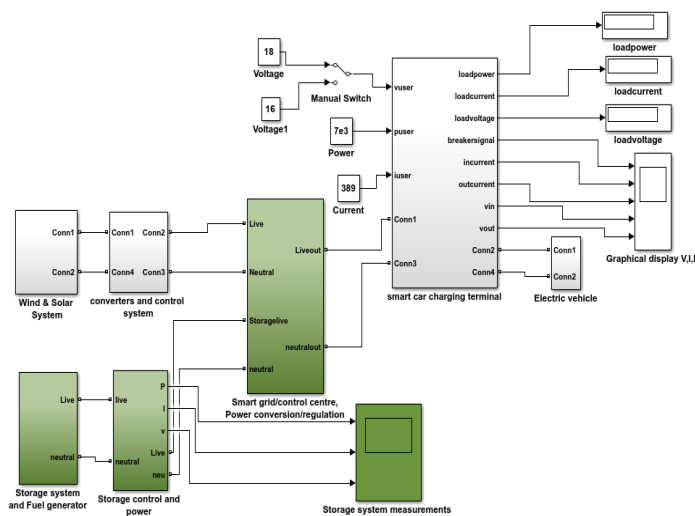 18
Voltage
16
Voltage1
Manual Switch
7e3
Power
389
Current
vuser
puser
iuser
Conn1
Conn3
loadpower
loadcurrent
loadvoltage
breakersignal
incurrent
outcurrent
vin
vout
Conn2
Conn4
smart car charging terminal
loadpower
loadcurrent
loadvoltage
Graphical display V,I,
Conn1
Conn2
Electric vehicle
Conn1
Conn2
Wind & Solar
System
Conn1
Conn2
Conn4
Conn3
converters and control
system
Live
Neutral
Storagelive
neutral
Liveout
neutralout
Smart grid/control centre,
Power conversion/regulation
Live
neutral
Storage system
and Fuel generator
live
neutral
P
I
v
Live
neu
Storage control and
power
Storage system measurements